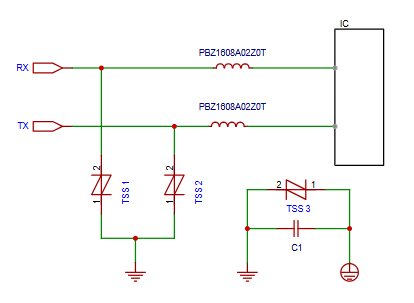 IC
PBZ1608A02Z0T
RX
PBZ1608A02Z0T
TX
2
1
TSS 1
2
1
TSS 2
2
1
TSS 3
C1